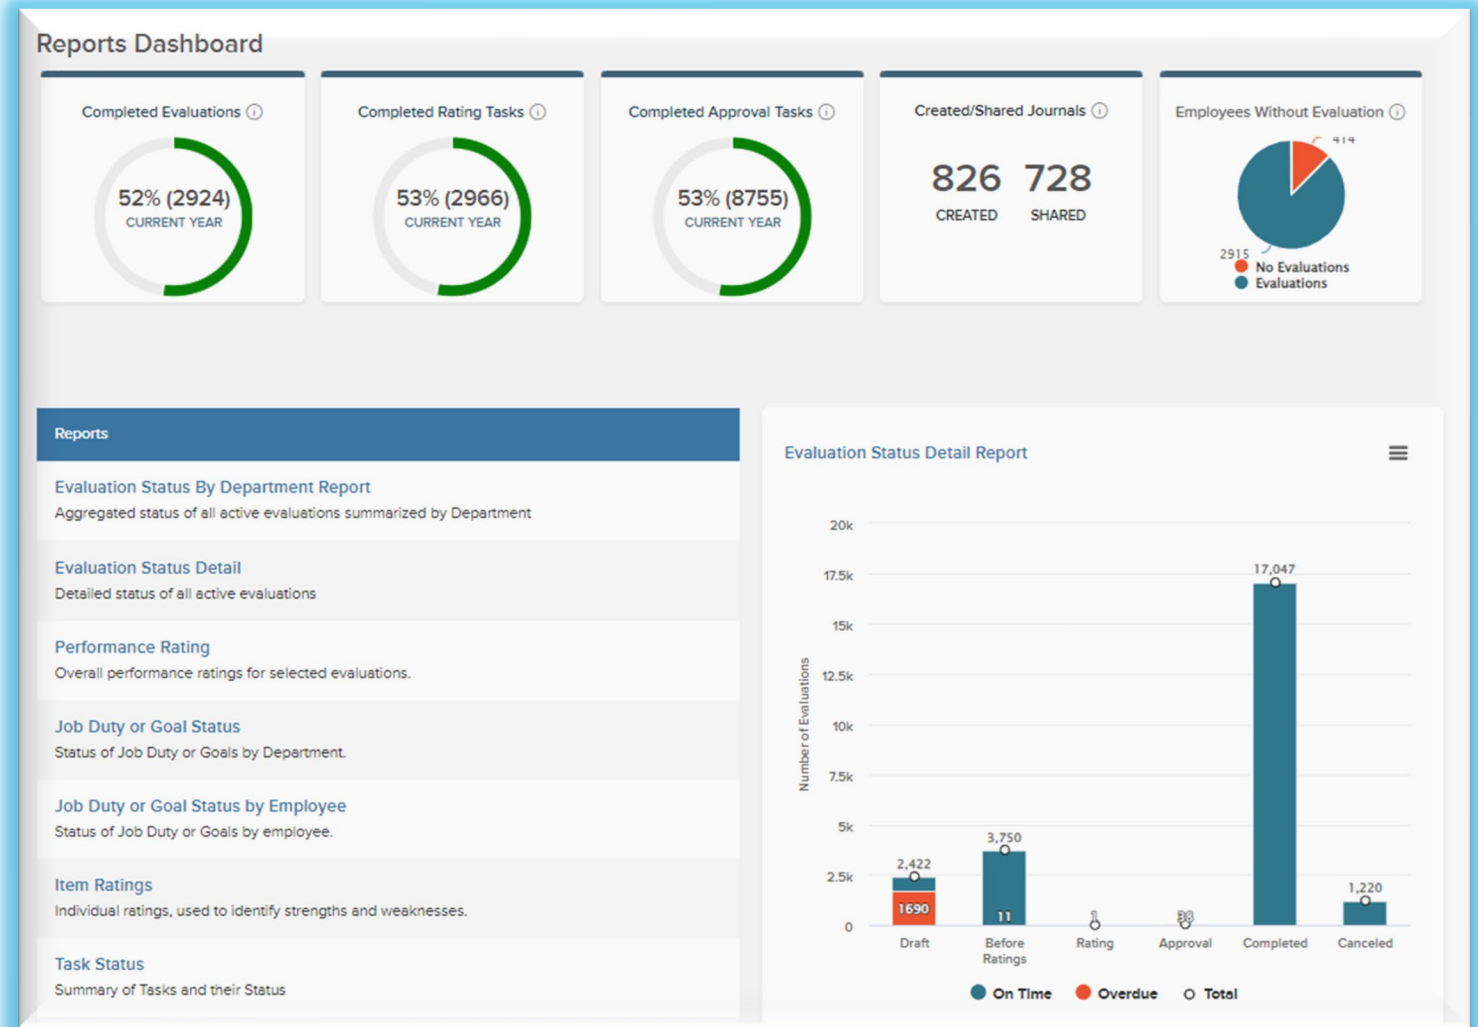 Reports Dashboard
Completed Evaluations
52% (2924)
CURRENT YEAR
Completed Rating Tasks
53% (2966)
CURRENT YEAR
Completed Approval Tasks
53% (8755)
CURRENT YEAR
Created/Shared Journals
826 728
CREATED SHARED
Employees Without Evaluation
414
2915
No Evaluations
Evaluations
Reports
Evaluation Status By Department Report
Aggregated status of all active evaluations summarized by Department
Evaluation Status Detail
Detailed status of all active evaluations
Performance Rating
Overall performance ratings for selected evaluations.
Job Duty or Goal Status
Status of Job Duty or Goals by Department.
Job Duty or Goal Status by Employee
Status of Job Duty or Goals by employee.
Item Ratings
Individual ratings, used to identify strengths and weaknesses.
Task Status
Summary of Tasks and their Status
Evaluation Status Detail Report
Number of Evaluations
20k
17.5k
15k
12.5k
10k
7.5k
5k
2.5k
0
2,422
1690
3,750
11
1
38
17,047
1,220
Draft
Before
Ratings
Rating
Approval
Completed
Canceled
On Time Overdue Total